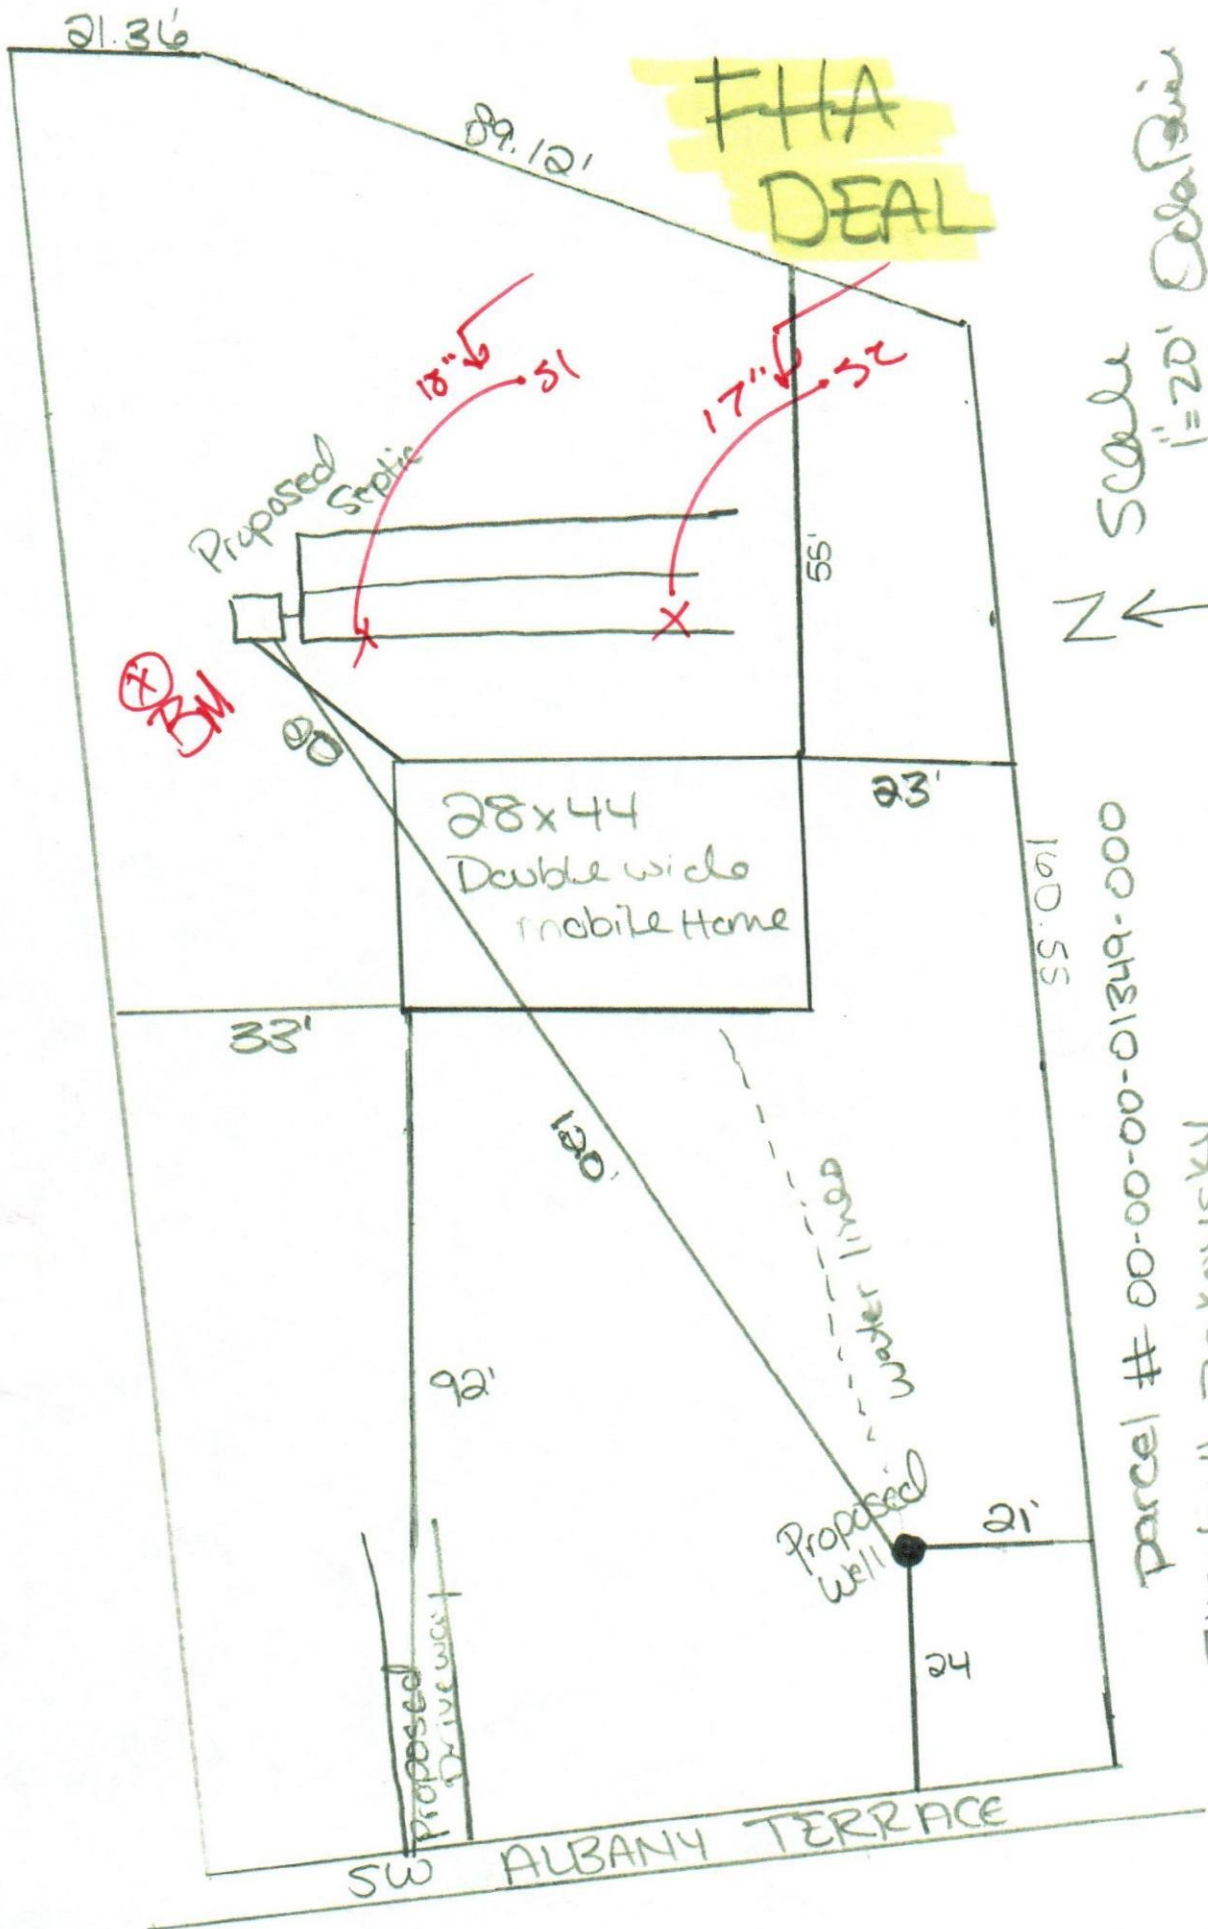 21.36'
89.12'
FHA
DEAL
18"
S1
17"
S2
Proposed
Septic
55'
BM
80
28x44
Double wide
mobile Home
23'
160.55
33'
120'
water lines
92'
Proposed
well
21'
24
Proposed
Driveway
SW ALBANY TERRACE
N
Scale
1"=20'
parcel # 00-00-00-01349-000